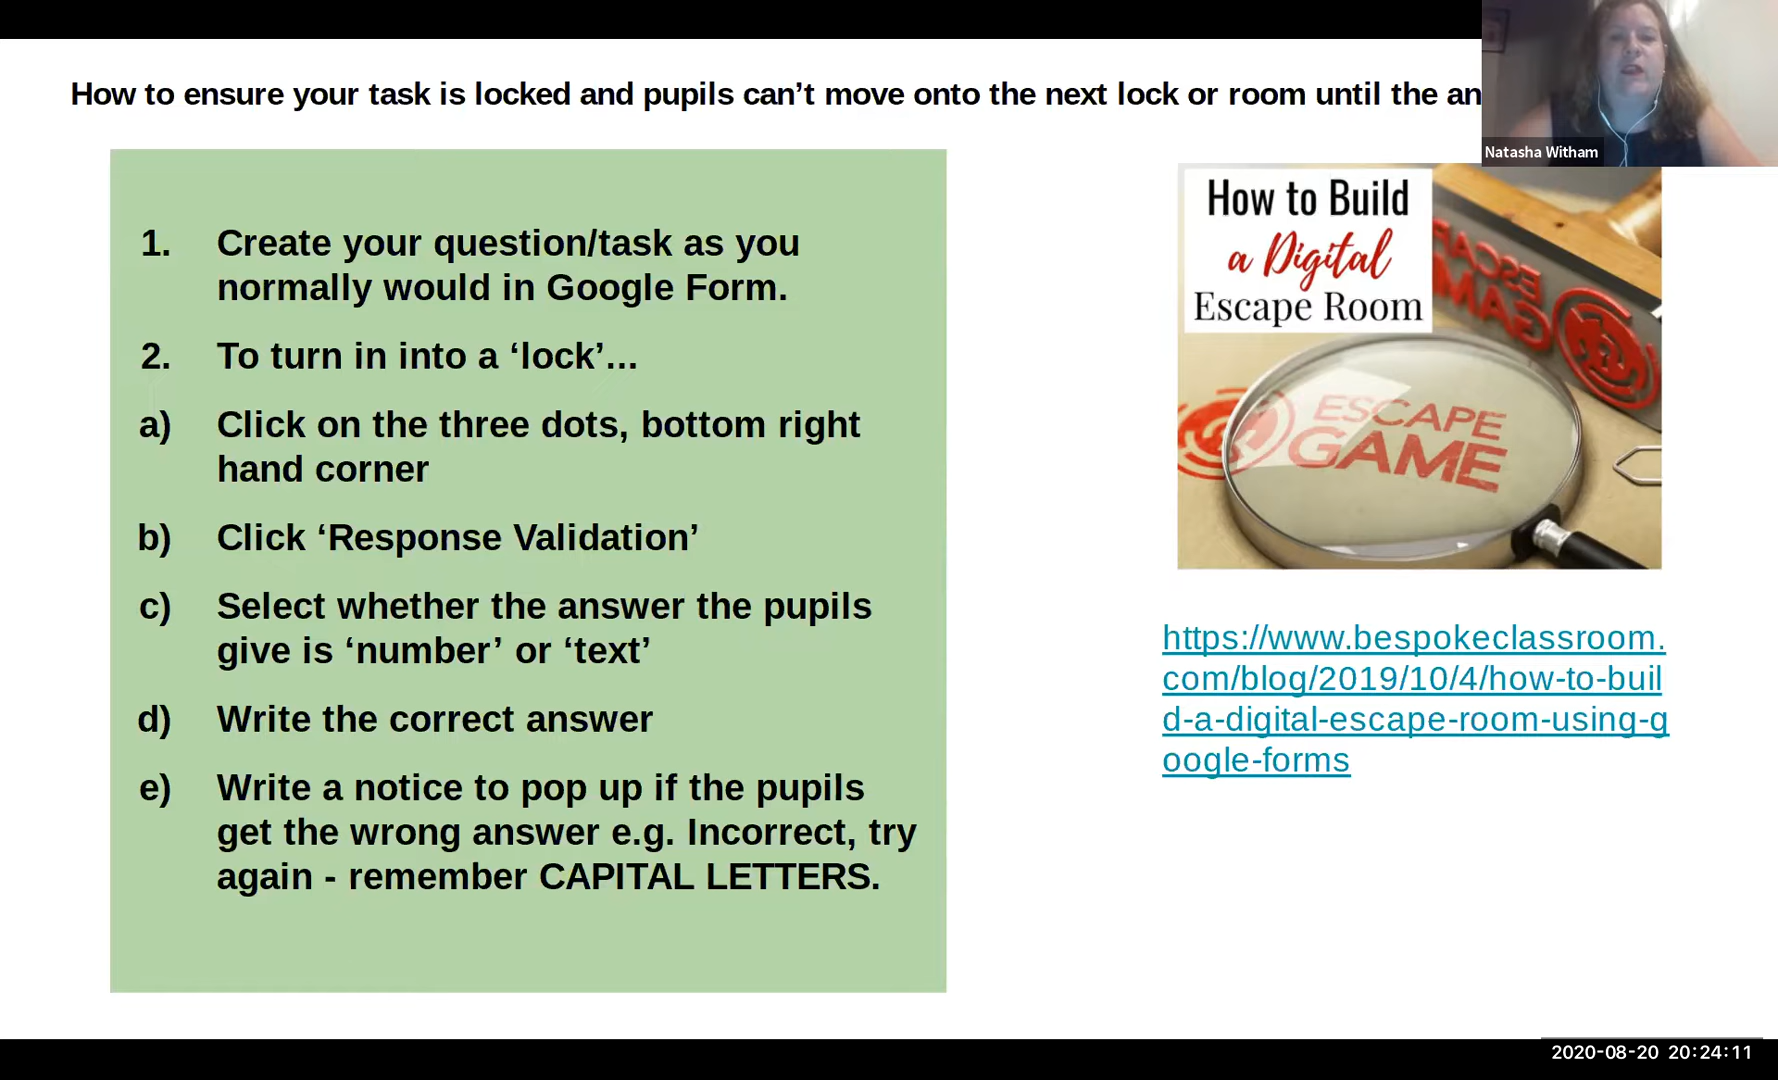 How to ensure your task is locked and pupils can’t move onto the next lock or room until the an
Natasha Witham
1. Create your question/task as you
normally would in Google Form.
2. To turn in into a ‘lock’...
a) Click on the three dots, bottom right
hand corner
b) Click ‘Response Validation’
c) Select whether the answer the pupils
give is ‘number’ or ‘text’
d) Write the correct answer
e) Write a notice to pop up if the pupils
get the wrong answer e.g. Incorrect, try
again - remember CAPITAL LETTERS.
How to Build
a Digital
Escape Room
ESCAPE
GAME
ESCAPE
GAME
https://www.bespokeclassroom.
com/blog/2019/10/4/how-to-buil
d-a-digital-escape-room-using-g
oogle-forms
2020-08-20 20:24:11